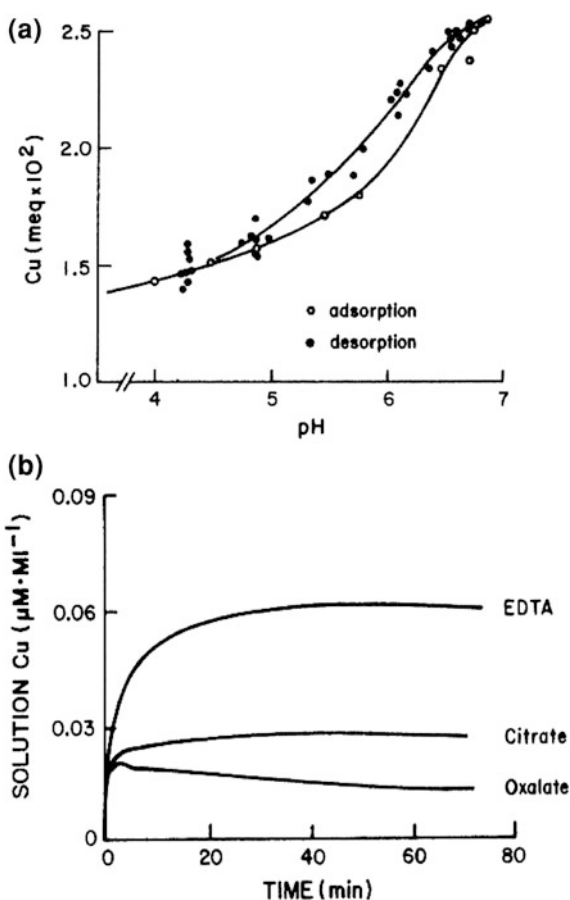 (a)
2.5
2.0
1.5
1.0
Cu (meq x 10²)
○ adsorption
● desorption
4 5 6 7
pH
(b)
0.09
0.06
0.03
0
SOLUTION Cu (μM·Ml⁻¹)
EDTA
Citrate
Oxalate
0 20 40 60 80
TIME (min)